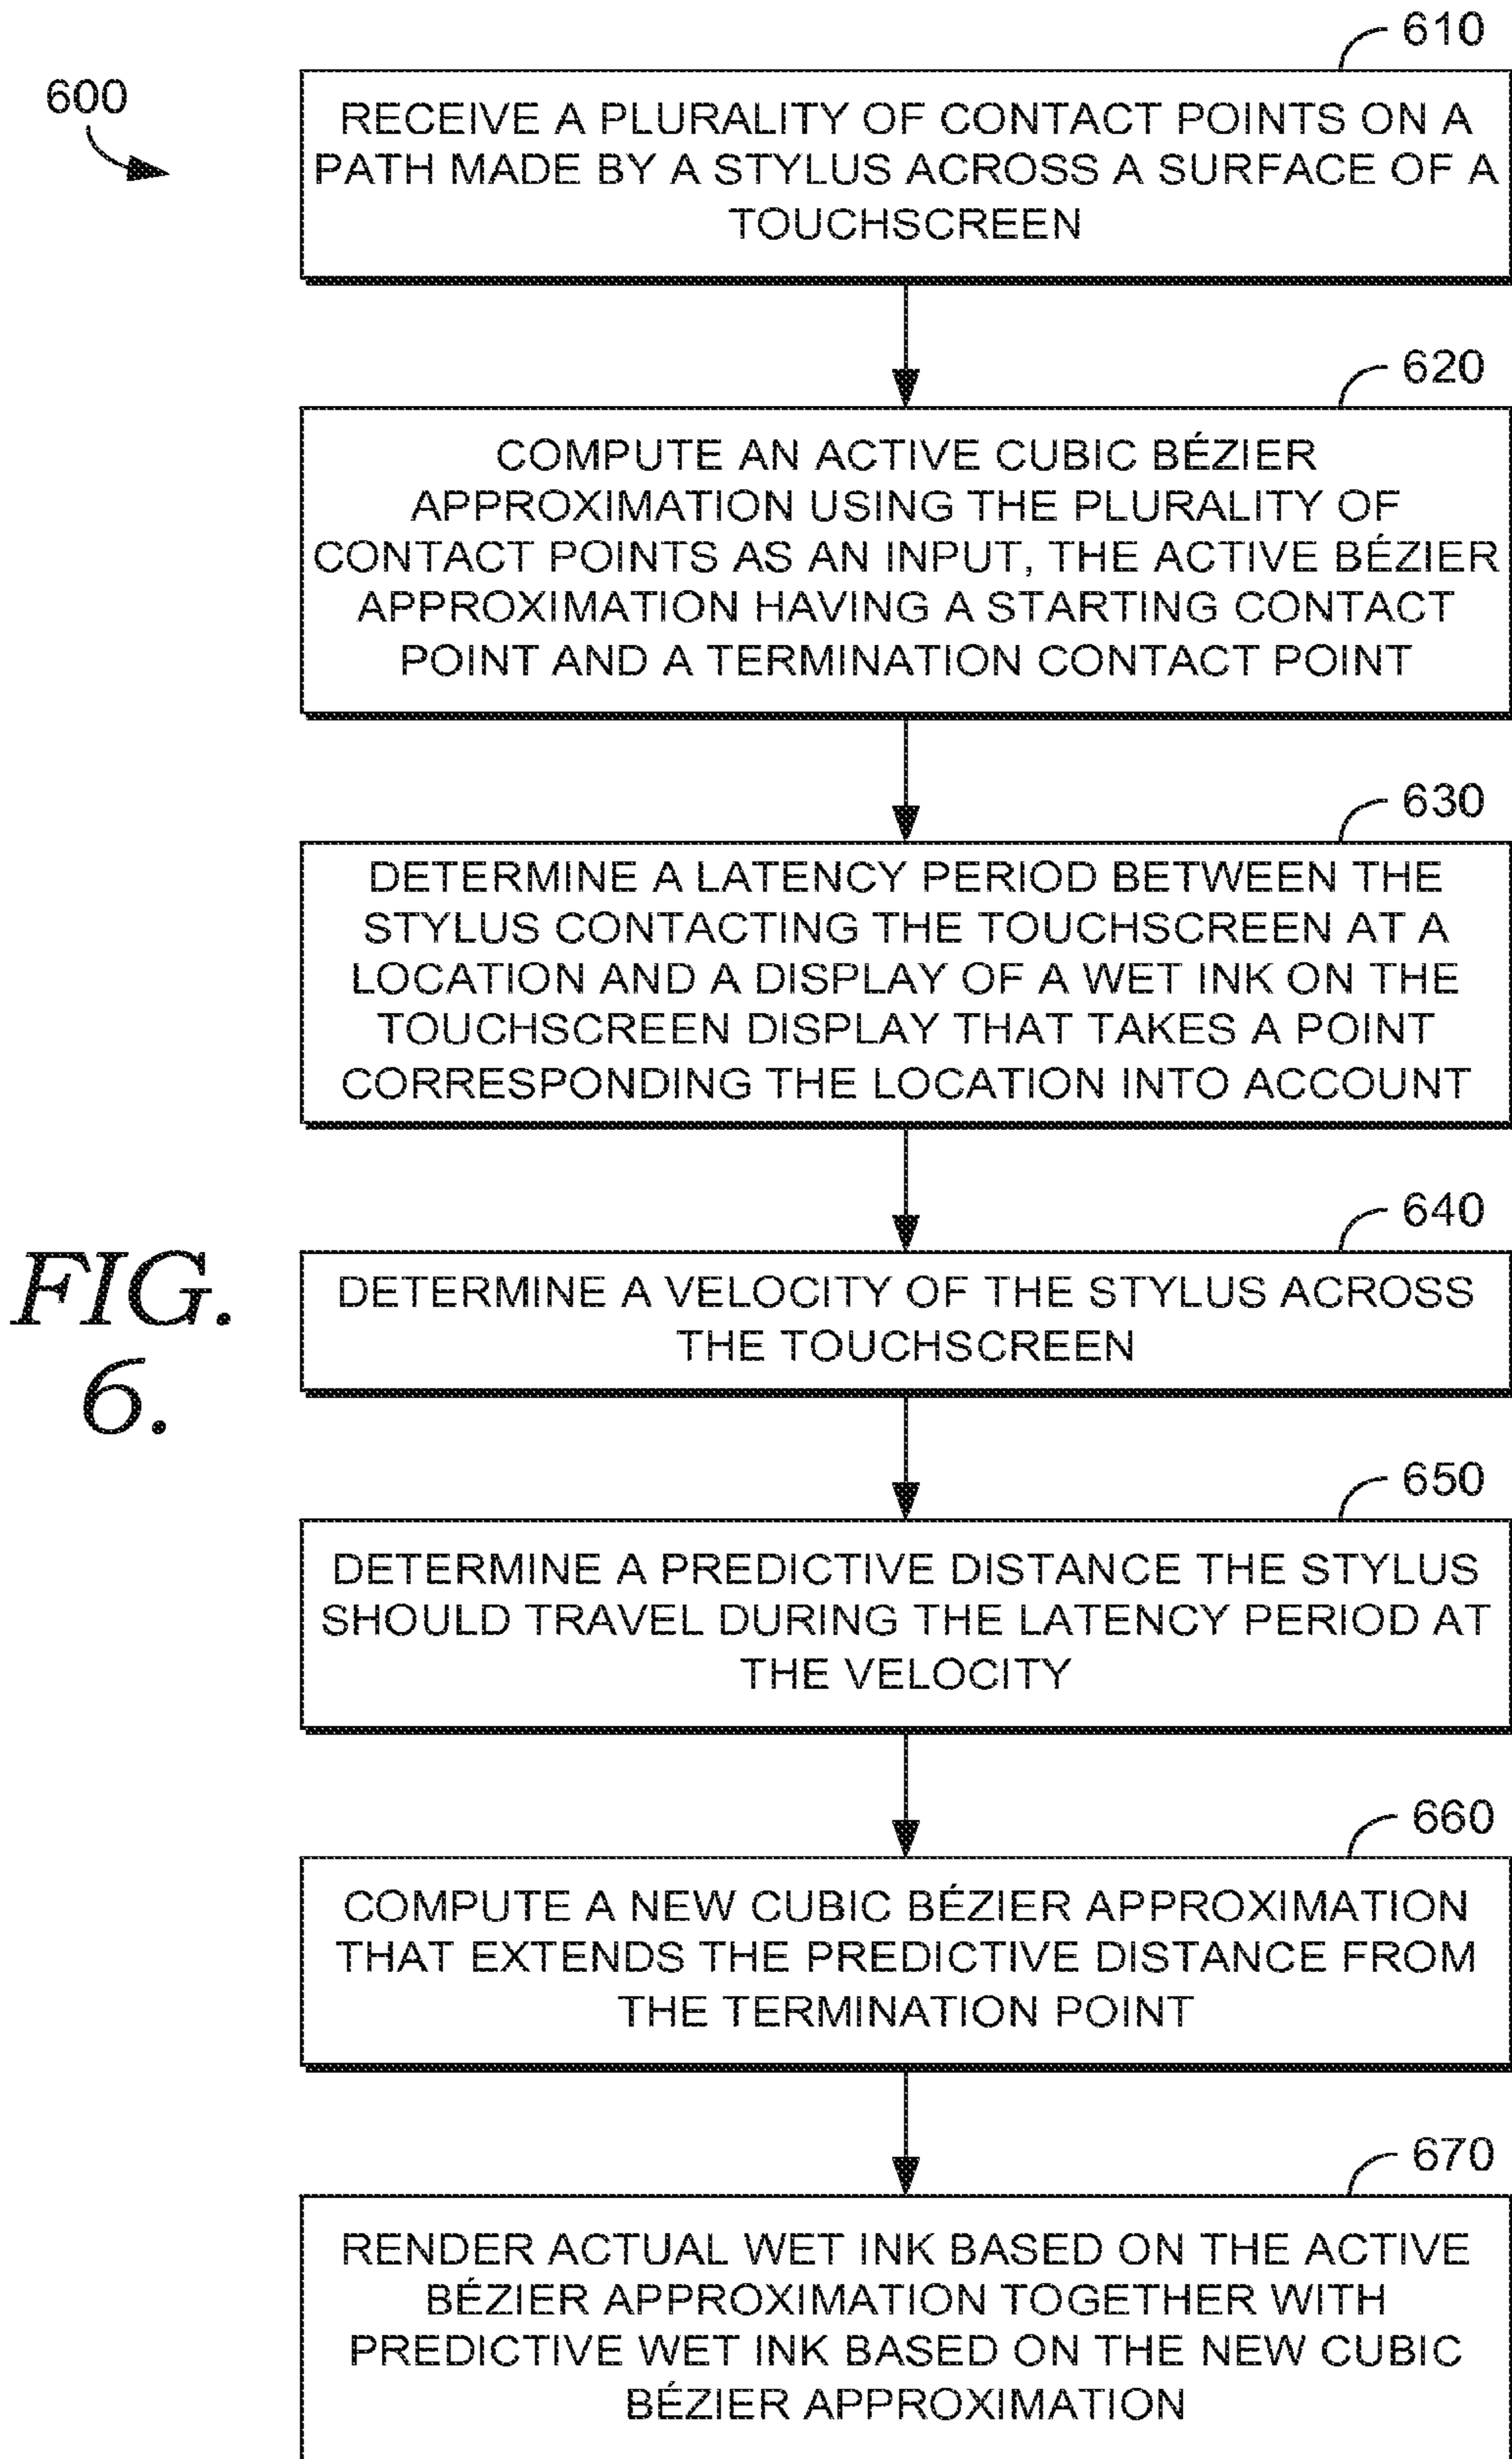 600
610
RECEIVE A PLURALITY OF CONTACT POINTS ON A
PATH MADE BY A STYLUS ACROSS A SURFACE OF A
TOUCHSCREEN
620
COMPUTE AN ACTIVE CUBIC BÉZIER
APPROXIMATION USING THE PLURALITY OF
CONTACT POINTS AS AN INPUT, THE ACTIVE BÉZIER
APPROXIMATION HAVING A STARTING CONTACT
POINT AND A TERMINATION CONTACT POINT
630
DETERMINE A LATENCY PERIOD BETWEEN THE
STYLUS CONTACTING THE TOUCHSCREEN AT A
LOCATION AND A DISPLAY OF A WET INK ON THE
TOUCHSCREEN DISPLAY THAT TAKES A POINT
CORRESPONDING THE LOCATION INTO ACCOUNT
640
DETERMINE A VELOCITY OF THE STYLUS ACROSS
THE TOUCHSCREEN
FIG.
6.
650
DETERMINE A PREDICTIVE DISTANCE THE STYLUS
SHOULD TRAVEL DURING THE LATENCY PERIOD AT
THE VELOCITY
660
COMPUTE A NEW CUBIC BÉZIER APPROXIMATION
THAT EXTENDS THE PREDICTIVE DISTANCE FROM
THE TERMINATION POINT
670
RENDER ACTUAL WET INK BASED ON THE ACTIVE
BÉZIER APPROXIMATION TOGETHER WITH
PREDICTIVE WET INK BASED ON THE NEW CUBIC
BÉZIER APPROXIMATION